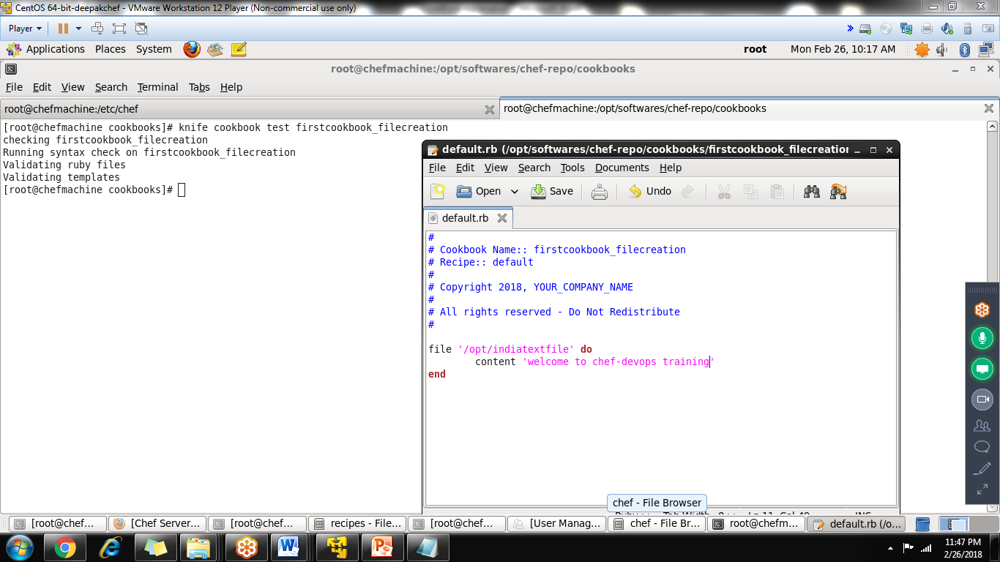 CentOS 64-bit-deepakchef - VMware Workstation 12 Player (Non-commercial use only)
Player
Applications Places System
root Mon Feb 26, 10:17 AM
root@chefmachine:/opt/softwares/chef-repo/cookbooks
File Edit View Search Terminal Tabs Help
root@chefmachine:/etc/chef
root@chefmachine:/opt/softwares/chef-repo/cookbooks
[root@chefmachine cookbooks]# knife cookbook test firstcookbook_filecreation
checking firstcookbook_filecreation
Running syntax check on firstcookbook_filecreation
Validating ruby files
Validating templates
[root@chefmachine cookbooks]#
default.rb (/opt/softwares/chef-repo/cookbooks/firstcookbook_filecreation
File Edit View Search Tools Documents Help
Open Save Undo
default.rb
#
# Cookbook Name:: firstcookbook_filecreation
# Recipe:: default
#
# Copyright 2018, YOUR_COMPANY_NAME
#
# All rights reserved - Do Not Redistribute
#
file '/opt/indiatextfile' do
content 'welcome to chef-devops training'
end
chef - File Browser
[root@chef...
[Chef Server...
[root@chef...
recipes - File...
[root@chef...
[User Manag...
chef - File Br...
root@chefm...
default.rb (/o...
11:47 PM
2/26/2018